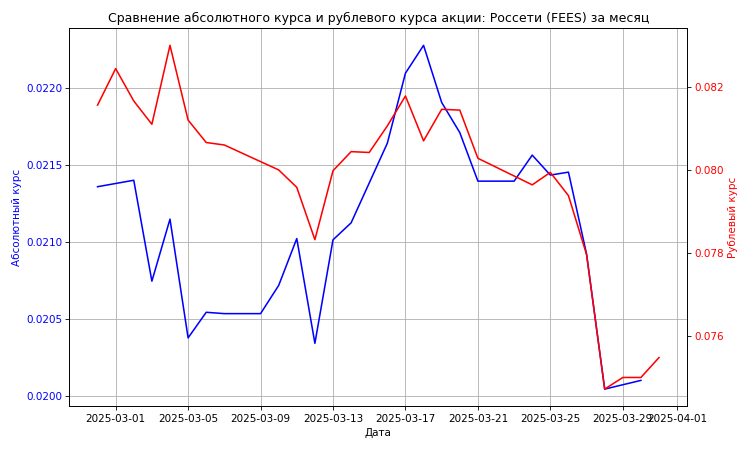 Сравнение абсолютного курса и рублевого курса акции: Россети (FEES) за месяц
Абсолютный курс
0.0220
0.0215
0.0210
0.0205
0.0200
0.082
0.080
0.078
0.076
Рублевый курс
2025-03-01 2025-03-05 2025-03-09 2025-03-13 2025-03-17 2025-03-21 2025-03-25 2025-03-29 2025-04-01
Дата